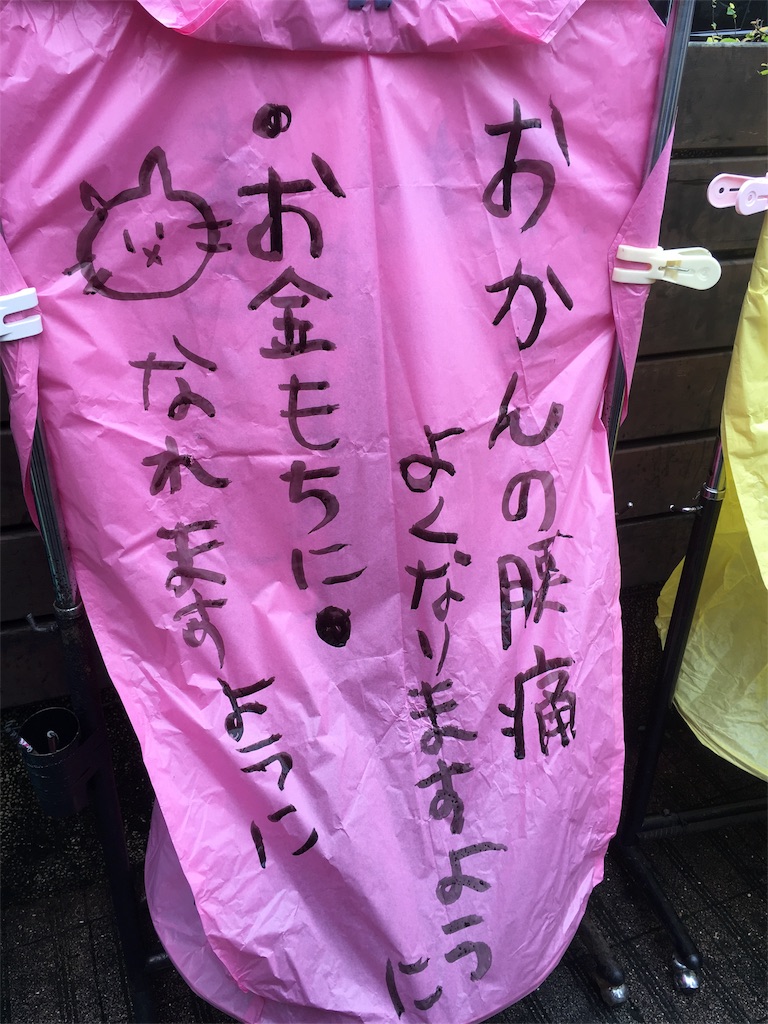 おかんの腰痛
よくなりますように
お金もちに
なれますように